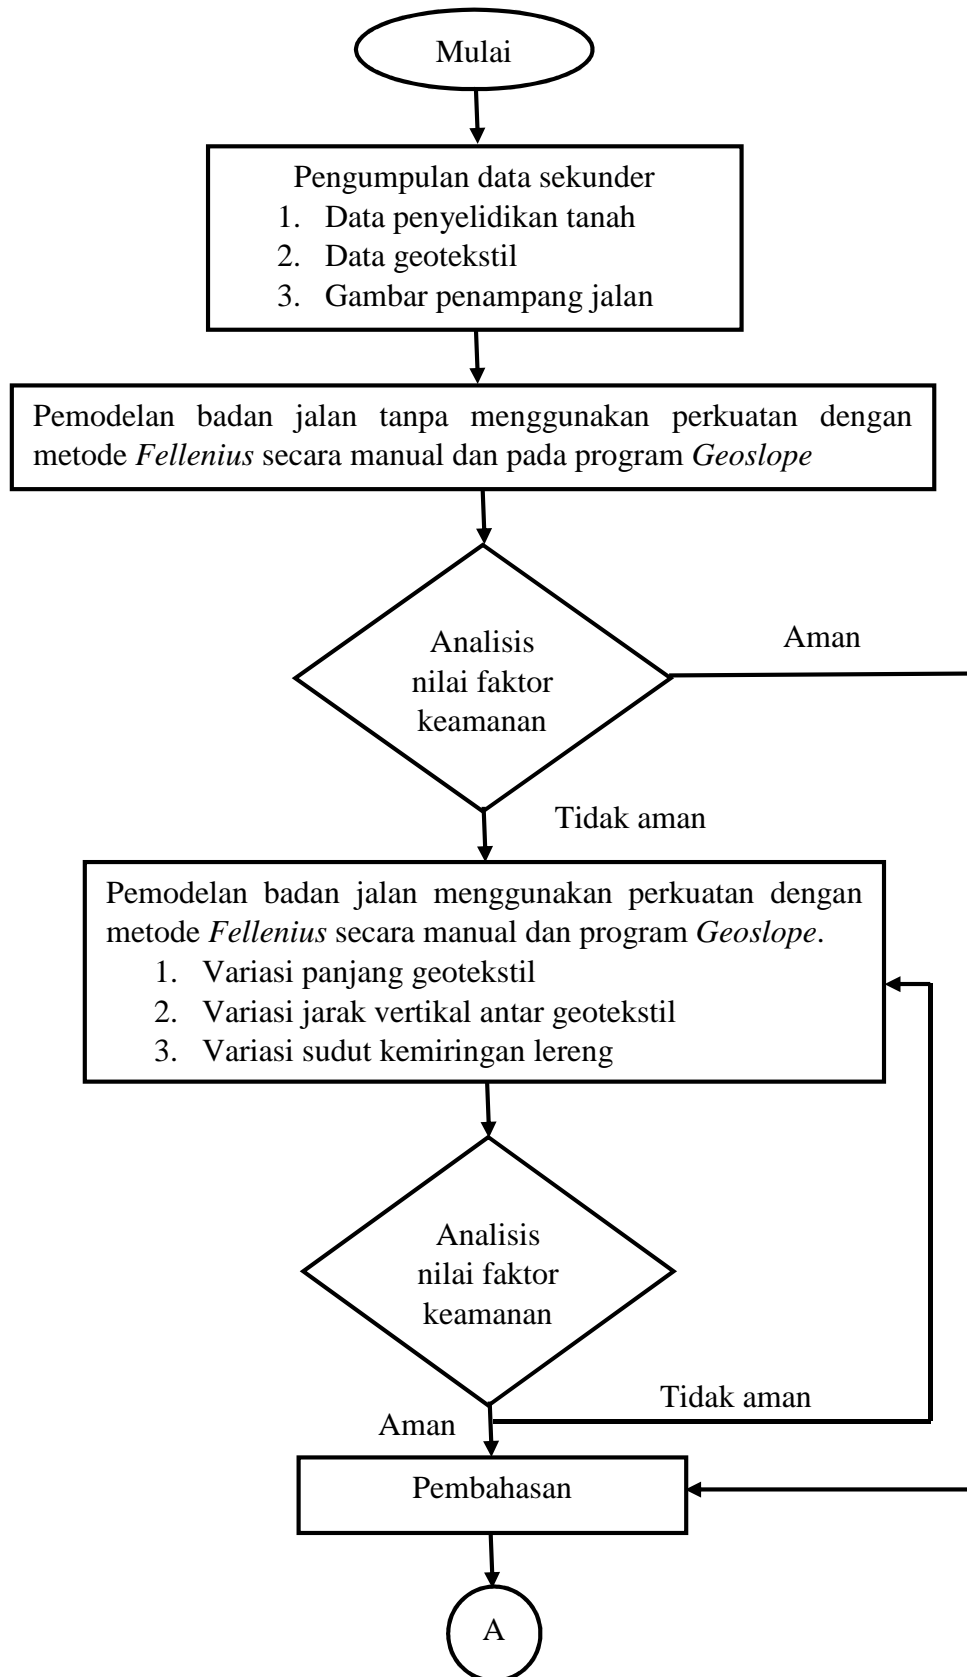 Mulai
Pengumpulan data sekunder
1. Data penyelidikan tanah
2. Data geotekstil
3. Gambar penampang jalan
Pemodelan badan jalan tanpa menggunakan perkuatan dengan
metode Fellenius secara manual dan pada program Geoslope
Analisis
nilai faktor
keamanan
Aman
Tidak aman
Pemodelan badan jalan menggunakan perkuatan dengan
metode Fellenius secara manual dan program Geoslope.
1. Variasi panjang geotekstil
2. Variasi jarak vertikal antar geotekstil
3. Variasi sudut kemiringan lereng
Analisis
nilai faktor
keamanan
Tidak aman
Aman
Pembahasan
A